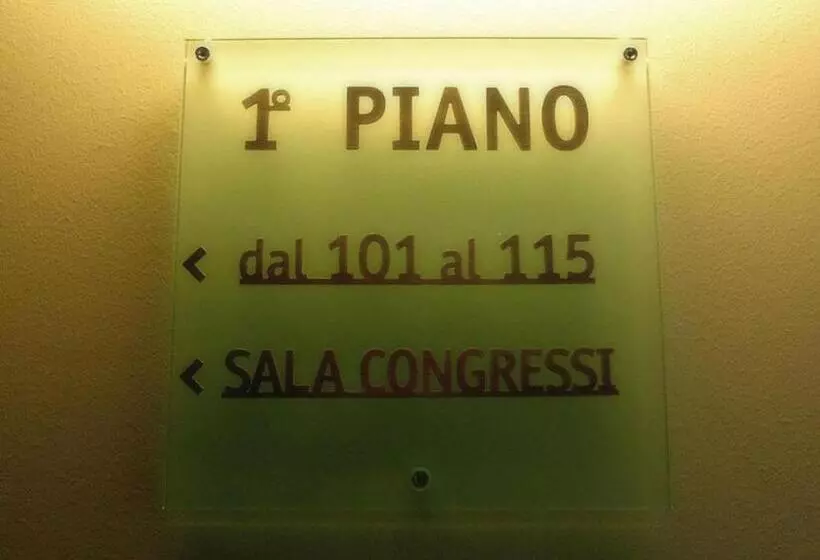 1º PIANO
< dal 101 al 115
< SALA CONGRESSI